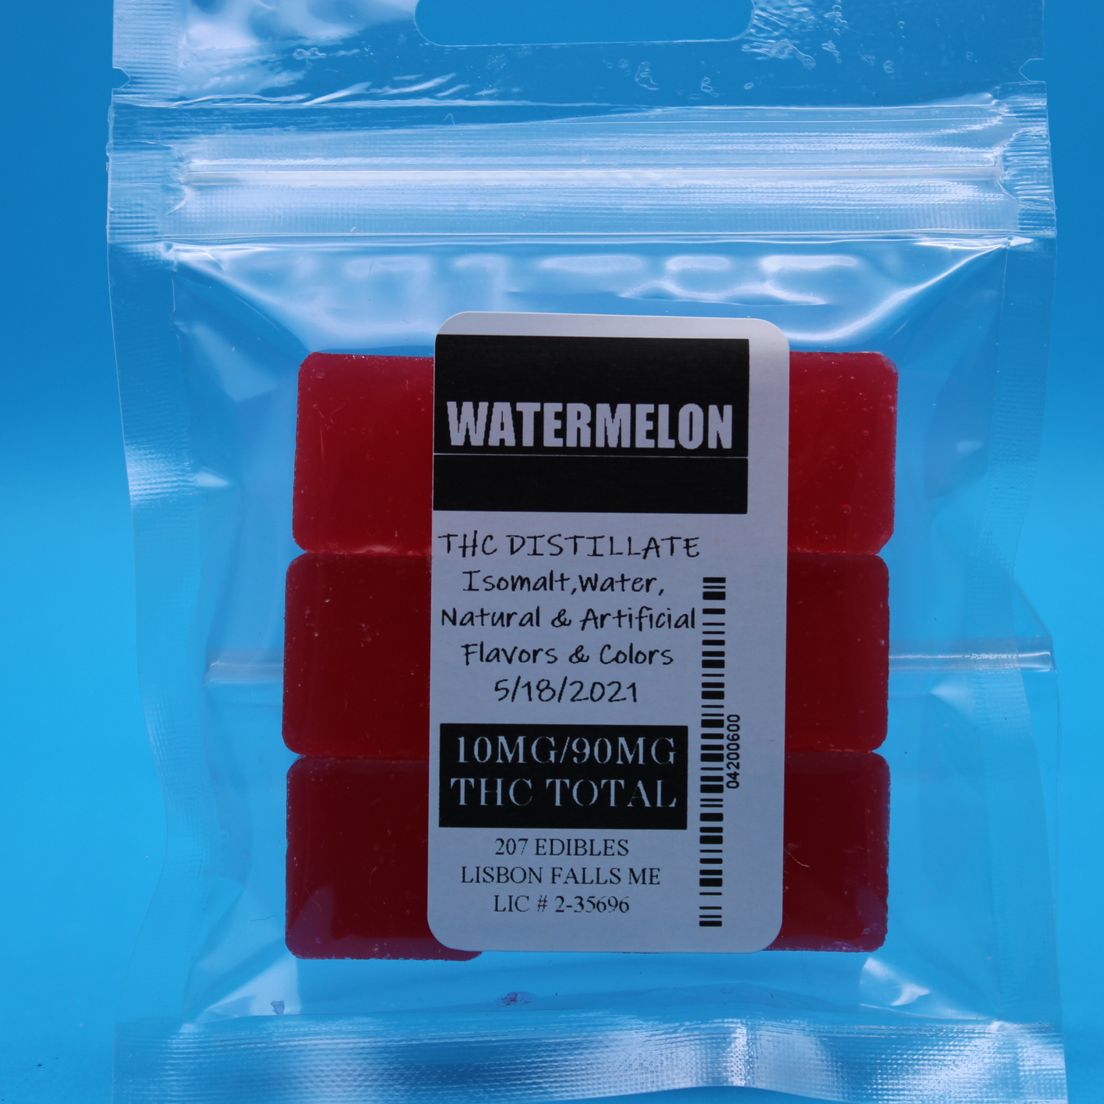 WATERMELON
THC DISTILLATE
Isomalt,Water,
Natural & Artificial
Flavors & Colors
5/18/2021
10MG/90MG
THC TOTAL
207 EDIBLES
LISBON FALLS ME
LIC # 2-35696
04200600